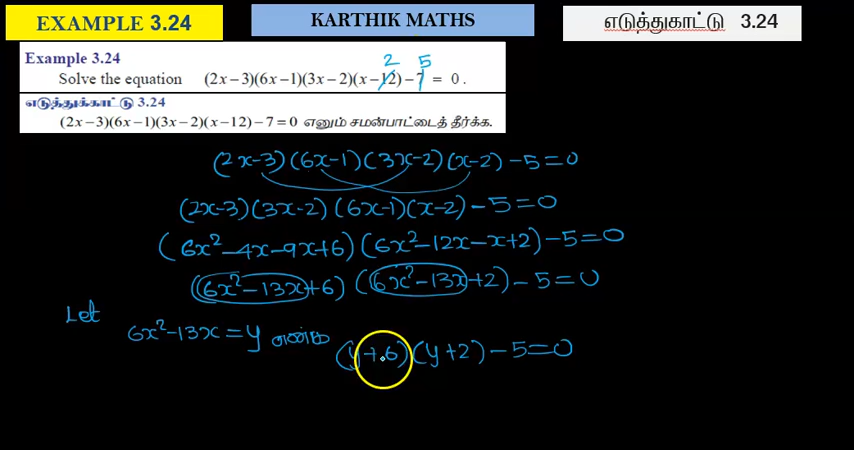 EXAMPLE 3.24
KARTHIK MATHS
எடுத்துகாட்டு 3.24
Example 3.24
2 5
Solve the equation (2x−3)(6x−1)(3x−2)(x−12)−7 = 0.
எடுத்துக்காட்டு 3.24
(2x−3)(6x−1)(3x−2)(x−12)−7=0 எனும் சமன்பாட்டைத் தீர்க்க.
(2x-3)(6x-1)(3x-2)(x-2)-5=0
(2x-3)(3x-2)(6x-1)(x-2)-5=0
(6x²-4x-9x+6)(6x²-12x-x+2)-5=0
(6x²-13x+6)(6x²-13x+2)-5=0
Let
6x²-13x=y என்க
(y+6)(y+2)-5=0